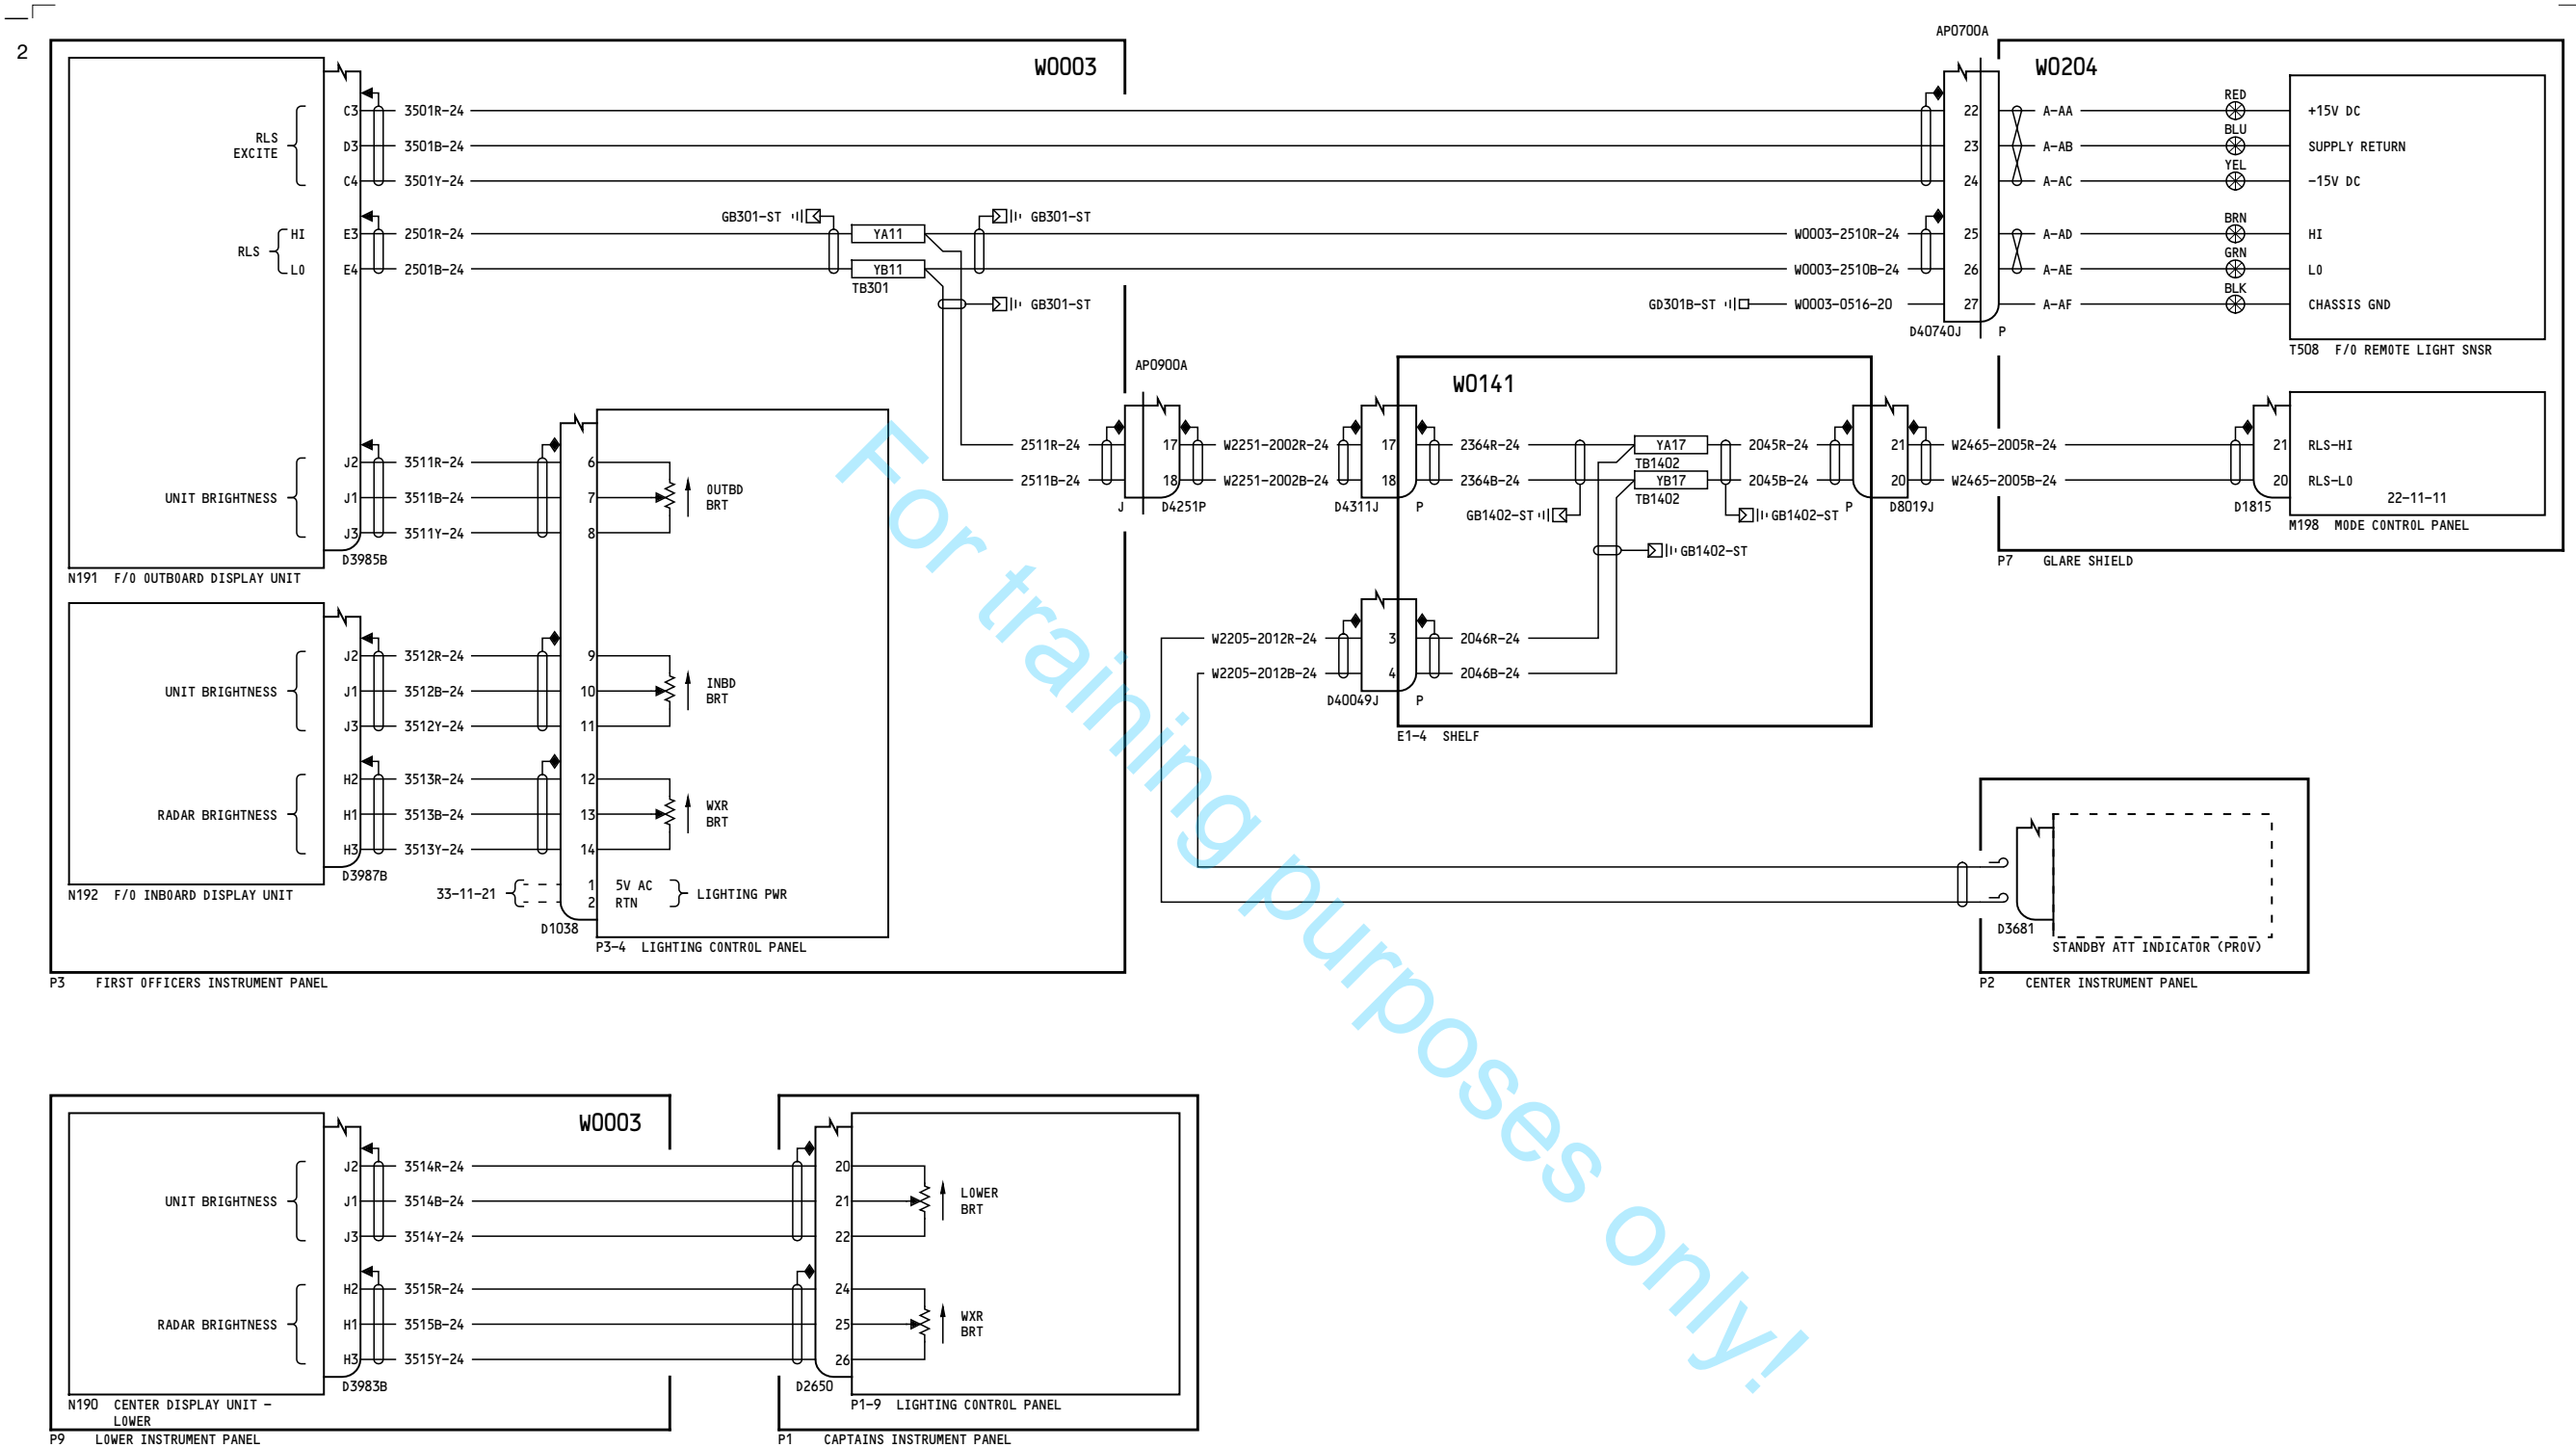 2
W0003
RLS
EXCITE
C3 3501R-24
D3 3501B-24
C4 3501Y-24
RLS
HI E3 2501R-24
LO E4 2501B-24
GB301-ST
YA11
YB11
TB301
GB301-ST
GB301-ST
UNIT BRIGHTNESS
J2 3511R-24
J1 3511B-24
J3 3511Y-24
D3985B
N191 F/O OUTBOARD DISPLAY UNIT
6
7
8
OUTBD
BRT
UNIT BRIGHTNESS
J2 3512R-24
J1 3512B-24
J3 3512Y-24
9
10
11
INBD
BRT
RADAR BRIGHTNESS
H2 3513R-24
H1 3513B-24
H3 3513Y-24
12
13
14
WXR
BRT
D3987B
N192 F/O INBOARD DISPLAY UNIT
33-11-21
1 5V AC
2 RTN
LIGHTING PWR
D1038
P3-4 LIGHTING CONTROL PANEL
P3 FIRST OFFICERS INSTRUMENT PANEL
2511R-24
2511B-24
AP0900A
17
18
J D4251P
W2251-2002R-24
W2251-2002B-24
17
18
D4311J P
W0141
2364R-24
2364B-24
YA17
TB1402
YB17
TB1402
2045R-24
2045B-24
GB1402-ST
GB1402-ST
GB1402-ST
21
20
P D8019J
W2465-2005R-24
W2465-2005B-24
W2205-2012R-24 3 2046R-24
W2205-2012B-24 4 2046B-24
D40049J P
E1-4 SHELF
AP0700A
W0204
W0003-2510R-24
W0003-2510B-24
GD301B-ST W0003-0516-20
22 A-AA RED +15V DC
23 A-AB BLU SUPPLY RETURN
24 A-AC YEL -15V DC
25 A-AD BRN HI
26 A-AE GRN LO
27 A-AF BLK CHASSIS GND
D40740J P
T508 F/O REMOTE LIGHT SNSR
21 RLS-HI
20 RLS-LO
22-11-11
D1815
M198 MODE CONTROL PANEL
P7 GLARE SHIELD
D3681
STANDBY ATT INDICATOR (PROV)
P2 CENTER INSTRUMENT PANEL
W0003
UNIT BRIGHTNESS
J2 3514R-24
J1 3514B-24
J3 3514Y-24
20
21
22
LOWER
BRT
RADAR BRIGHTNESS
H2 3515R-24
H1 3515B-24
H3 3515Y-24
24
25
26
WXR
BRT
D3983B
D2650
N190 CENTER DISPLAY UNIT -
LOWER
P9 LOWER INSTRUMENT PANEL
P1-9 LIGHTING CONTROL PANEL
P1 CAPTAINS INSTRUMENT PANEL
For training purposes only!